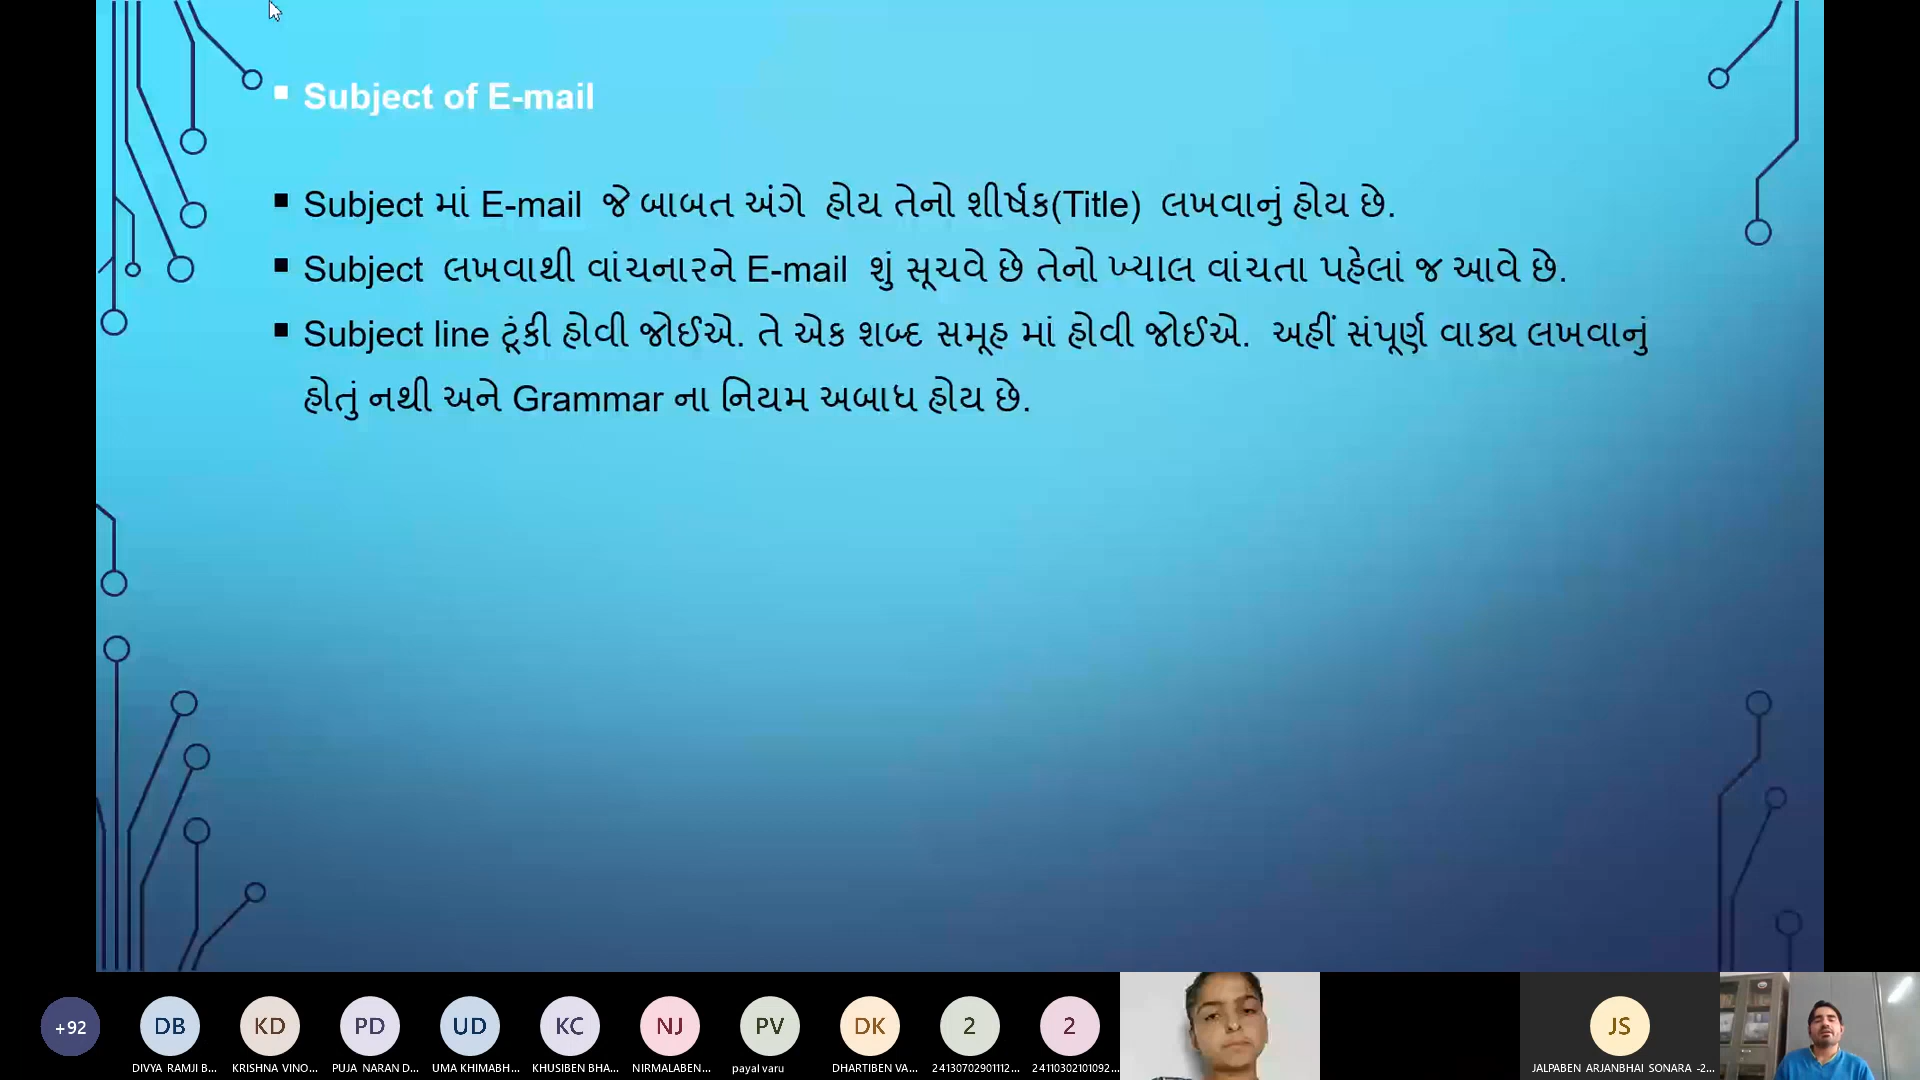 Subject of E-mail
Subject માં E-mail જે બાબત અંગે હોય તેનો શીર્ષક(Title) લખવાનું હોય છે.
Subject લખવાથી વાંચનારને E-mail શું સૂચવે છે તેનો ખ્યાલ વાંચતા પહેલાં જ આવે છે.
Subject line ટૂંકી હોવી જોઈએ. તે એક શબ્દ સમૂહ માં હોવી જોઈએ. અહીં સંપૂર્ણ વાક્ય લખવાનું
હોતું નથી અને Grammar ના નિયમ અબાધ હોય છે.
+92 DB KD PD UD KC NJ PV DK 2 2 JS
DIVYA RAMJI B... KRISHNA VINO... PUJA NARAN D... UMA KHIMABH... KHUSIBEN BHA... NIRMALABEN... payal varu DHARTIBEN VA... 24130702901112... 24110302101092... JALPABEN ARJANBHAI SONARA -2...